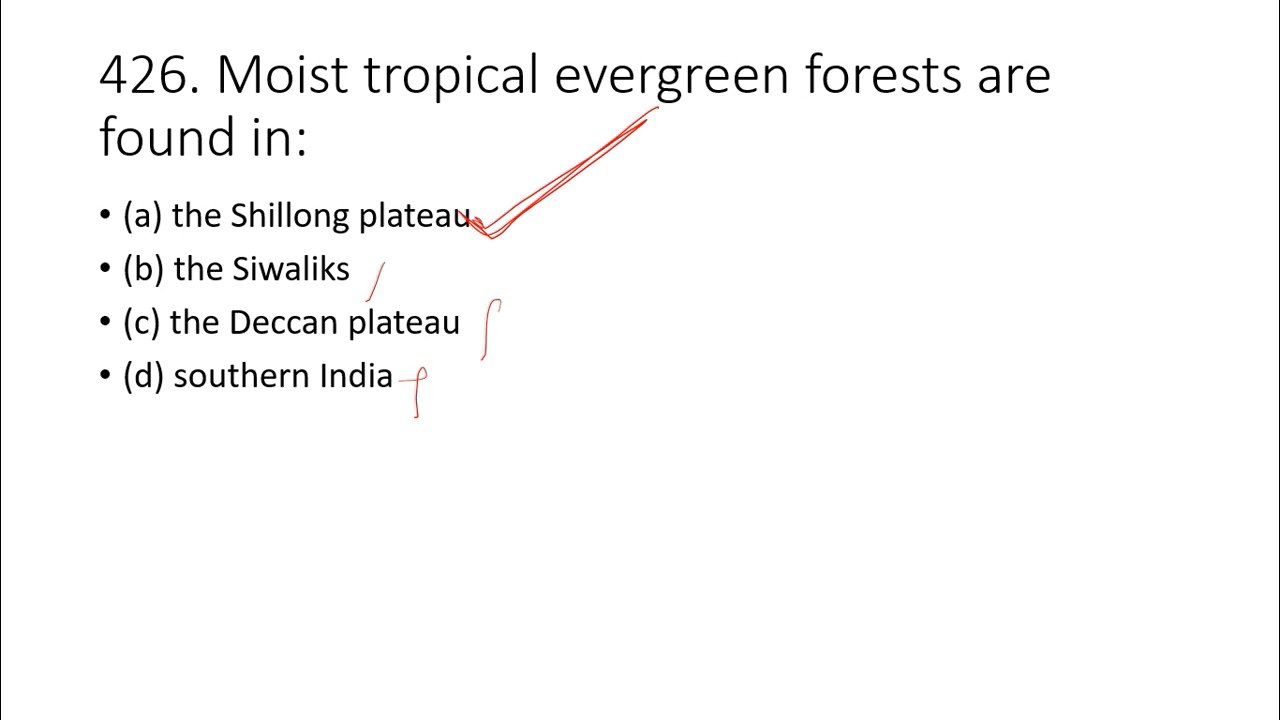 426. Moist tropical evergreen forests are
found in:
• (a) the Shillong plateau
• (b) the Siwaliks
• (c) the Deccan plateau
• (d) southern India